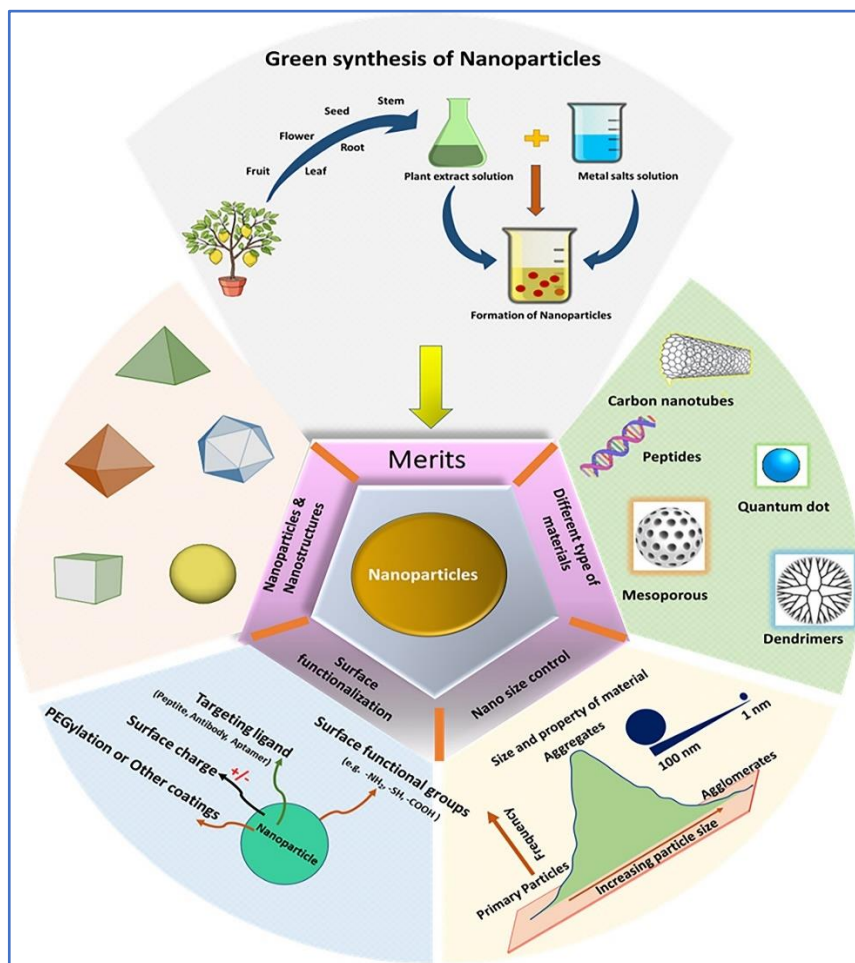 Green synthesis of Nanoparticles
Stem
Seed
Flower
Root
Fruit
Leaf
Plant extract solution
Metal salts solution
Formation of Nanoparticles
Merits
Nanoparticles &
Nanostructures
Different type of
materials
Nanoparticles
Surface
functionalization
Nano size control
Carbon nanotubes
Peptides
Quantum dot
Mesoporous
Dendrimers
Targeting ligand
(Peptite, Antibody, Aptamer)
Surface charge
+/-
PEGylation or Other coatings
Surface functional groups
(e.g. -NH₂, -SH, -COOH)
Nanoparticle
Size and property of material
Aggregates
1 nm
100 nm
Agglomerates
Frequency
Primary Particles
Increasing particle size